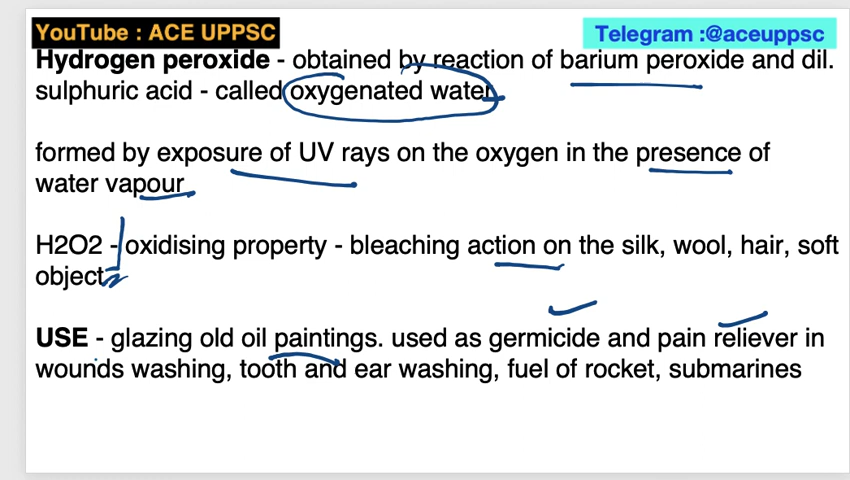 YouTube : ACE UPPSC
Telegram :@aceuppsc
Hydrogen peroxide - obtained by reaction of barium peroxide and dil.
sulphuric acid - called oxygenated water
formed by exposure of UV rays on the oxygen in the presence of
water vapour
H2O2 - oxidising property - bleaching action on the silk, wool, hair, soft
object
USE - glazing old oil paintings. used as germicide and pain reliever in
wounds washing, tooth and ear washing, fuel of rocket, submarines